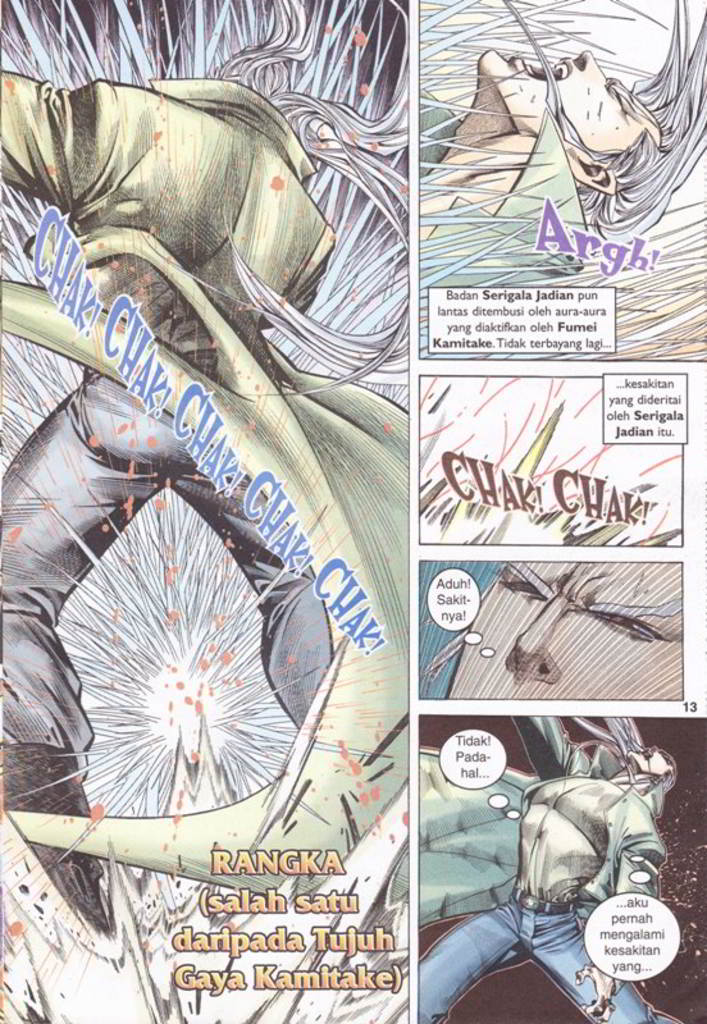 CHAK! CHAK! CHAK! CHAK! CHAK!
RANGKA
(salah satu
daripada Tujuh
Gaya Kamitake)
Argh!
Badan Serigala Jadian pun
lantas ditembusi oleh aura-aura
yang diaktifkan oleh Fumei
Kamitake. Tidak terbayang lagi...
...kesakitan
yang dideritai
oleh Serigala
Jadian itu.
CHAK! CHAK!
Aduh!
Sakit-
nya!
13
Tidak!
Pada-
hal...
...aku
pernah
mengalami
kesakitan
yang...